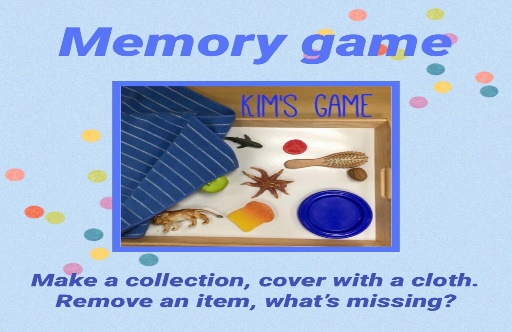 Memory game
KIM'S GAME
Make a collection, cover with a cloth.
Remove an item, what's missing?